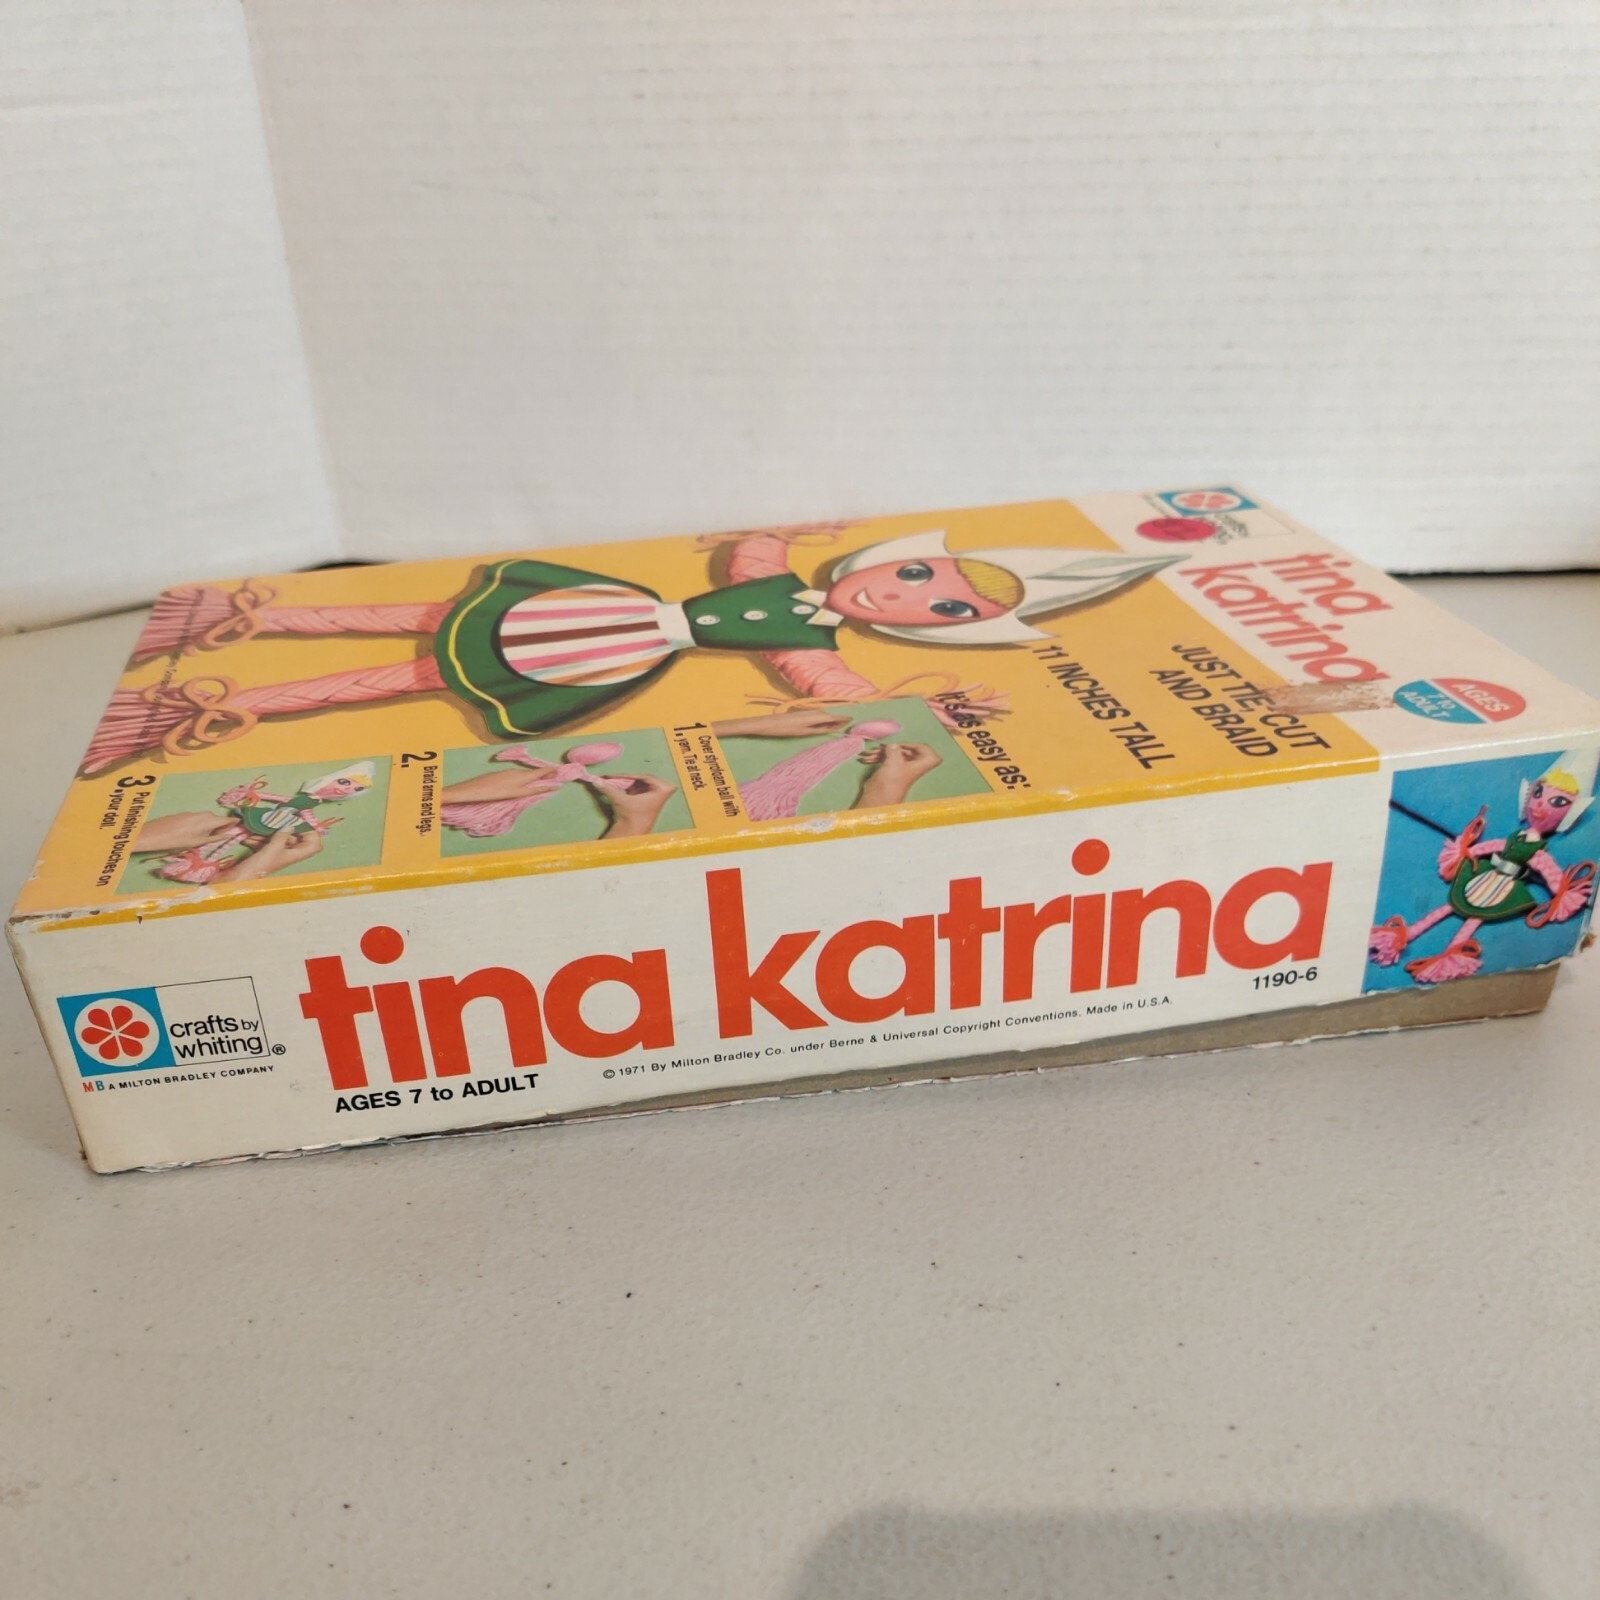 crafts by
whiting
tina
katrina
AGES
7 TO
ADULT
JUST TIE-CUT
AND BRAID
11 INCHES TALL
It's as easy as:
1. Cover styrofoam ball with
yarn. Tie at neck.
2. Braid arms and legs.
3. Put finishing touches on
your doll.
crafts by
whiting ®
MB A MILTON BRADLEY COMPANY
tina katrina
AGES 7 to ADULT
© 1971 By Milton Bradley Co. under Berne & Universal Copyright Conventions. Made in U.S.A.
1190-6